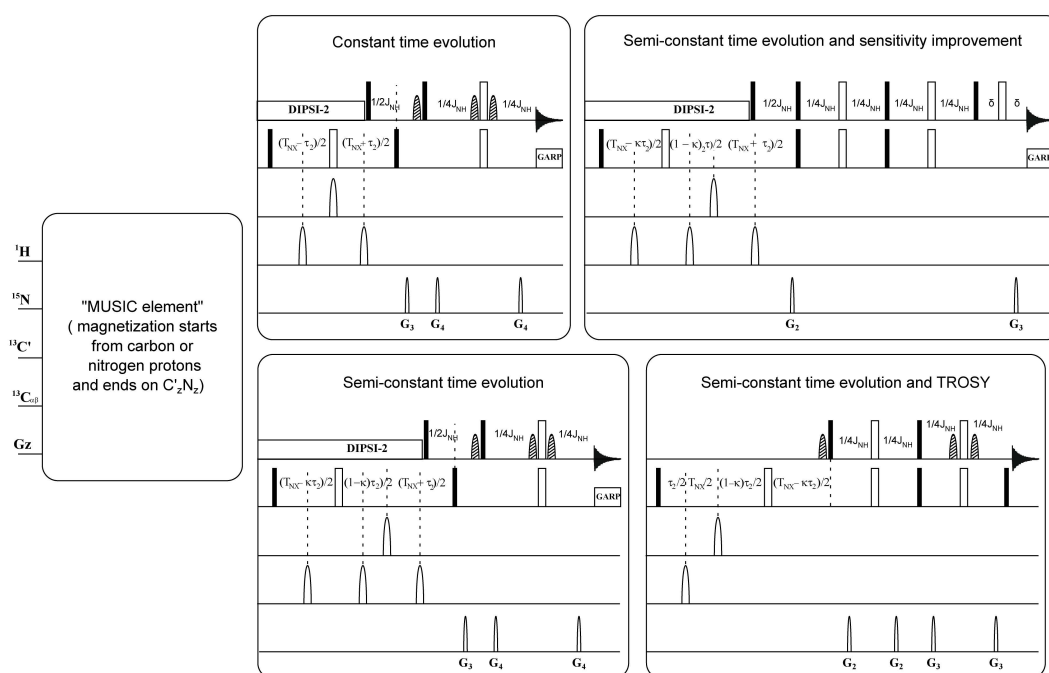 Constant time evolution
1/2J_NH
1/4J_NH
1/4J_NH
DIPSI-2
(T_NX− τ_2)/2
(T_NX+ τ_2)/2
GARP
G_3
G_4
G_4
Semi-constant time evolution and sensitivity improvement
1/2J_NH
1/4J_NH
1/4J_NH
1/4J_NH
1/4J_NH
δ
δ
DIPSI-2
(T_NX− κτ_2)/2
(1 − κ)_2τ)/2
(T_NX+ τ_2)/2
GARP
G_2
G_3
¹H
¹⁵N
¹³C'
¹³C_αβ
Gz
"MUSIC element"
( magnetization starts
from carbon or
nitrogen protons
and ends on C'_zN_z)
Semi-constant time evolution
1/2J_NH
1/4J_NH
1/4J_NH
DIPSI-2
(T_NX− κτ_2)/2
(1−κ)τ_2)/2
(T_NX+ τ_2)/2
GARP
G_3
G_4
G_4
Semi-constant time evolution and TROSY
1/4J_NH
1/4J_NH
1/4J_NH
1/4J_NH
τ_2/2
T_NX/2
(1−κ)τ_2/2
(T_NX− κτ_2)/2
G_2
G_2
G_3
G_3